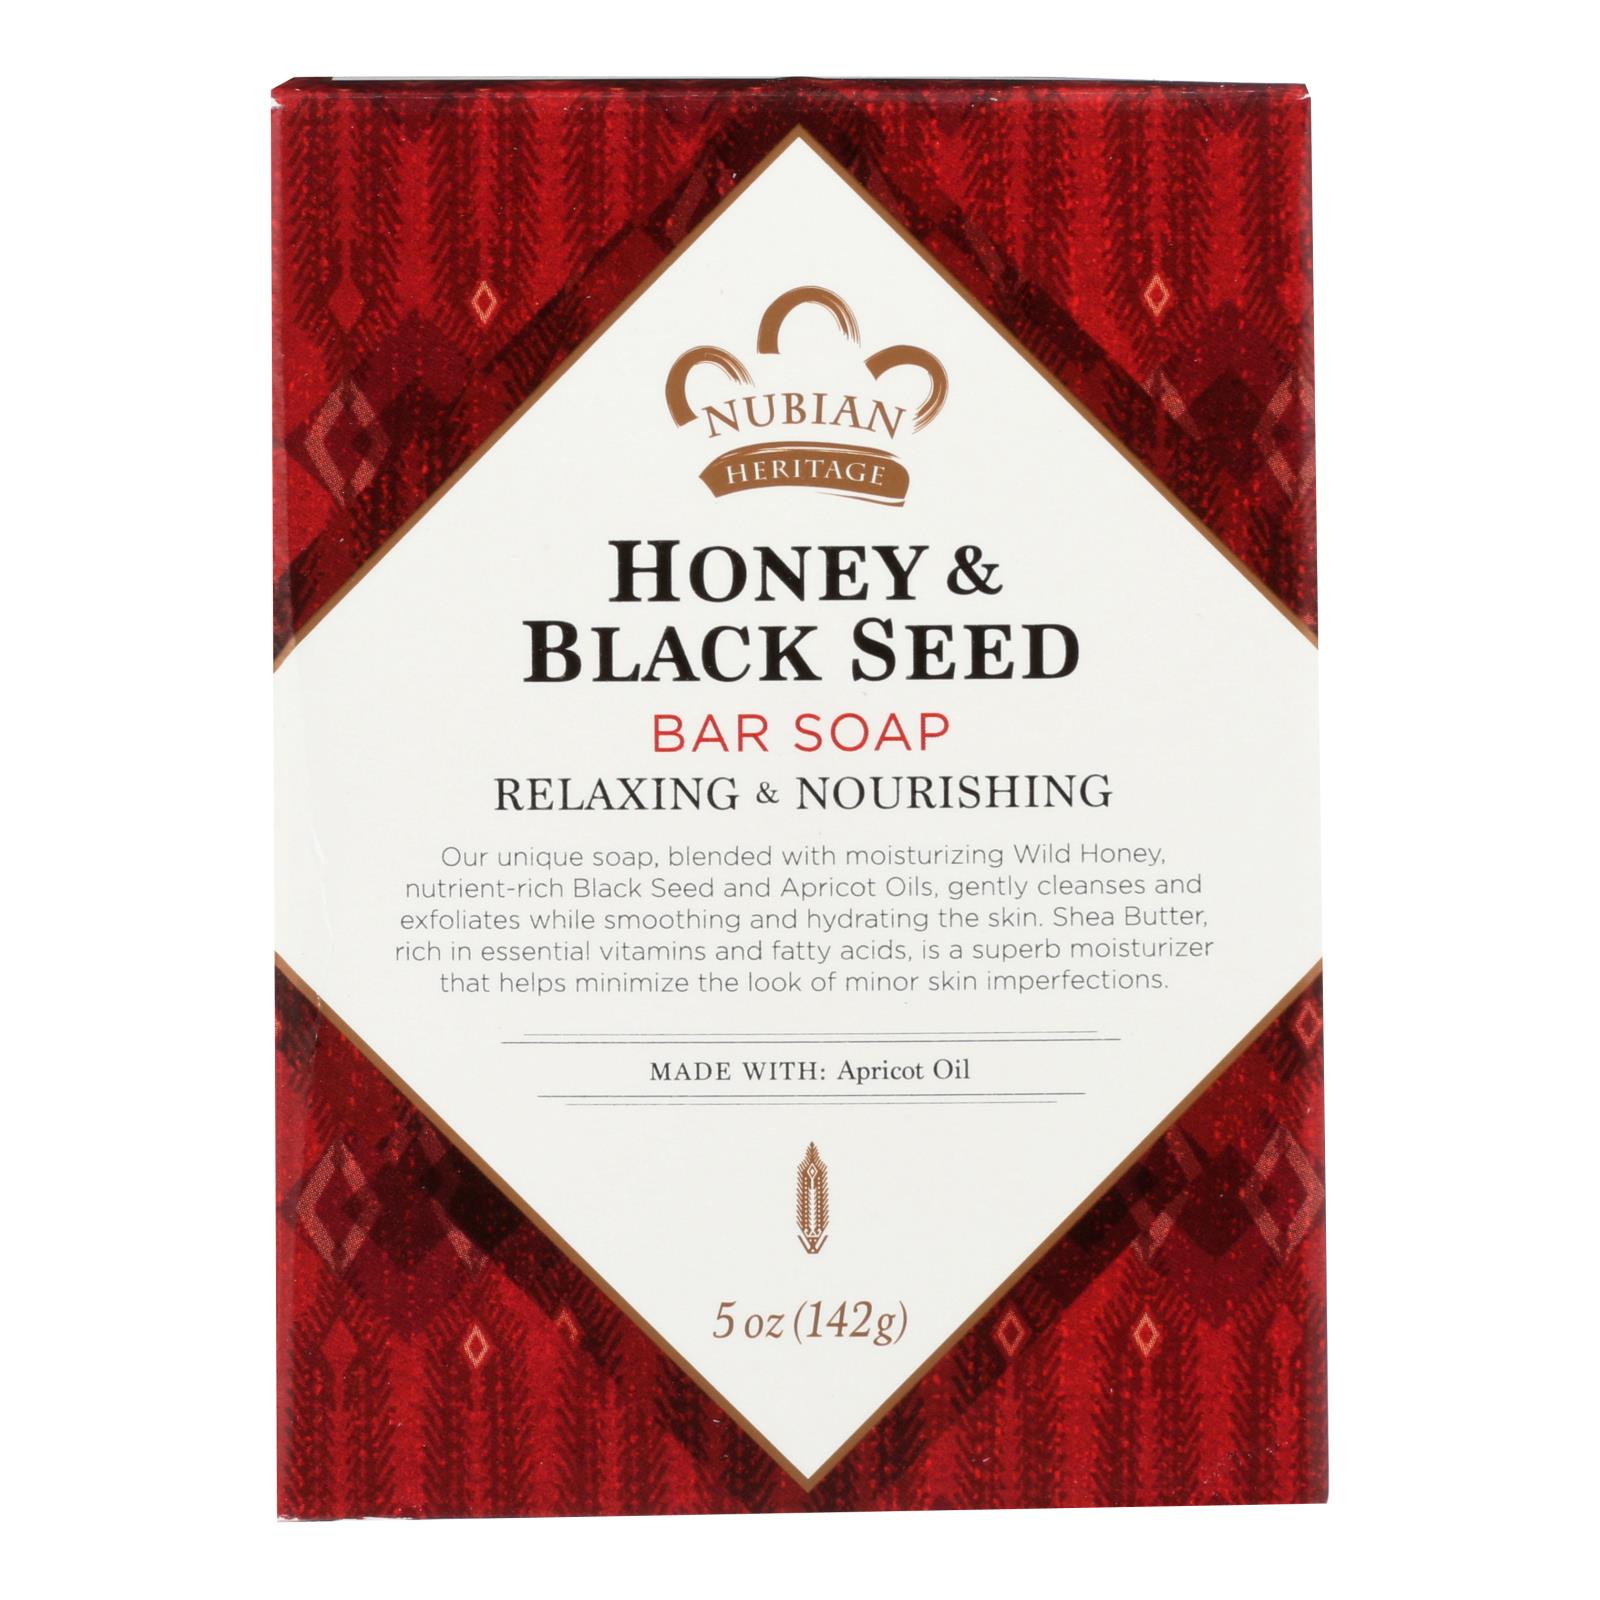 NUBIAN
HERITAGE
HONEY &
BLACK SEED
BAR SOAP
RELAXING & NOURISHING
Our unique soap, blended with moisturizing Wild Honey,
nutrient-rich Black Seed and Apricot Oils, gently cleanses and
exfoliates while smoothing and hydrating the skin. Shea Butter,
rich in essential vitamins and fatty acids, is a superb moisturizer
that helps minimize the look of minor skin imperfections.
MADE WITH: Apricot Oil
5 oz (142g)